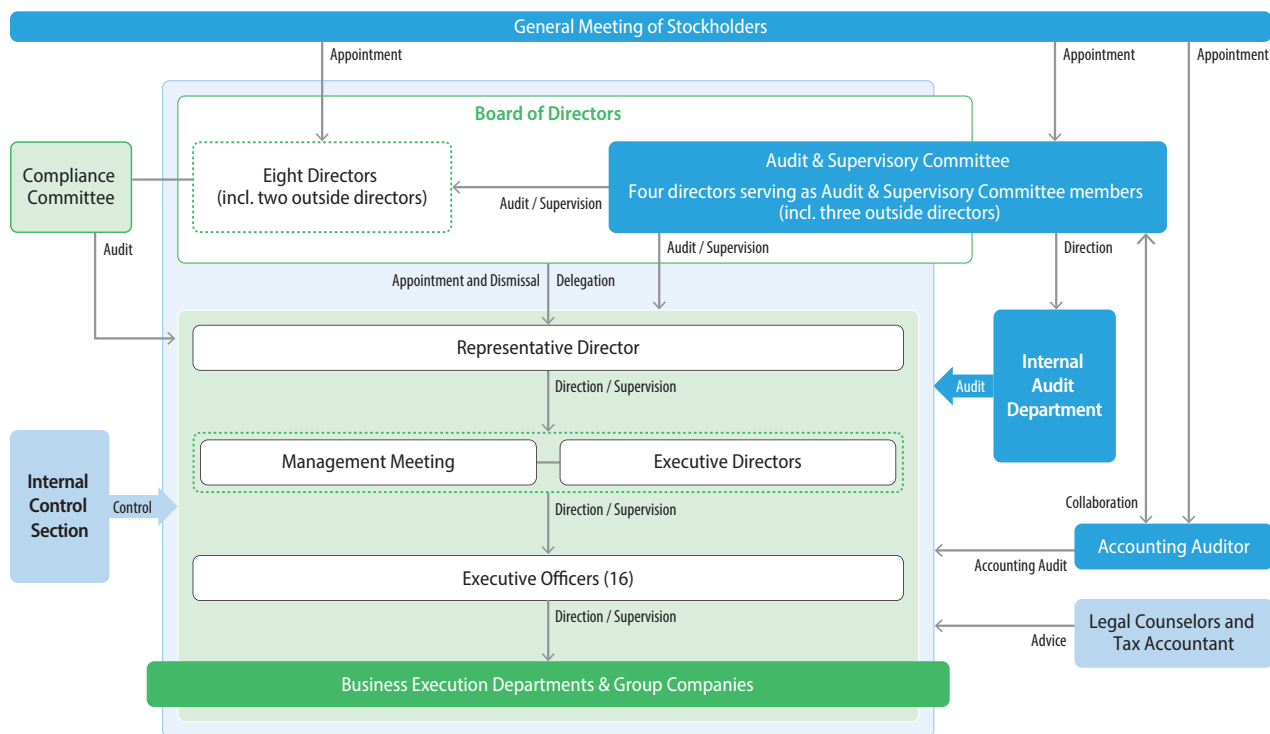 General Meeting of Stockholders
Appointment
Appointment
Appointment
Board of Directors
Compliance
Committee
Eight Directors
(incl. two outside directors)
Audit / Supervision
Audit & Supervisory Committee
Four directors serving as Audit & Supervisory Committee members
(incl. three outside directors)
Audit
Audit / Supervision
Direction
Appointment and Dismissal
Delegation
Representative Director
Direction / Supervision
Audit
Internal
Audit
Department
Management Meeting
Executive Directors
Internal
Control
Section
Control
Direction / Supervision
Collaboration
Accounting Auditor
Accounting Audit
Executive Officers (16)
Direction / Supervision
Legal Counselors and
Tax Accountant
Advice
Business Execution Departments & Group Companies